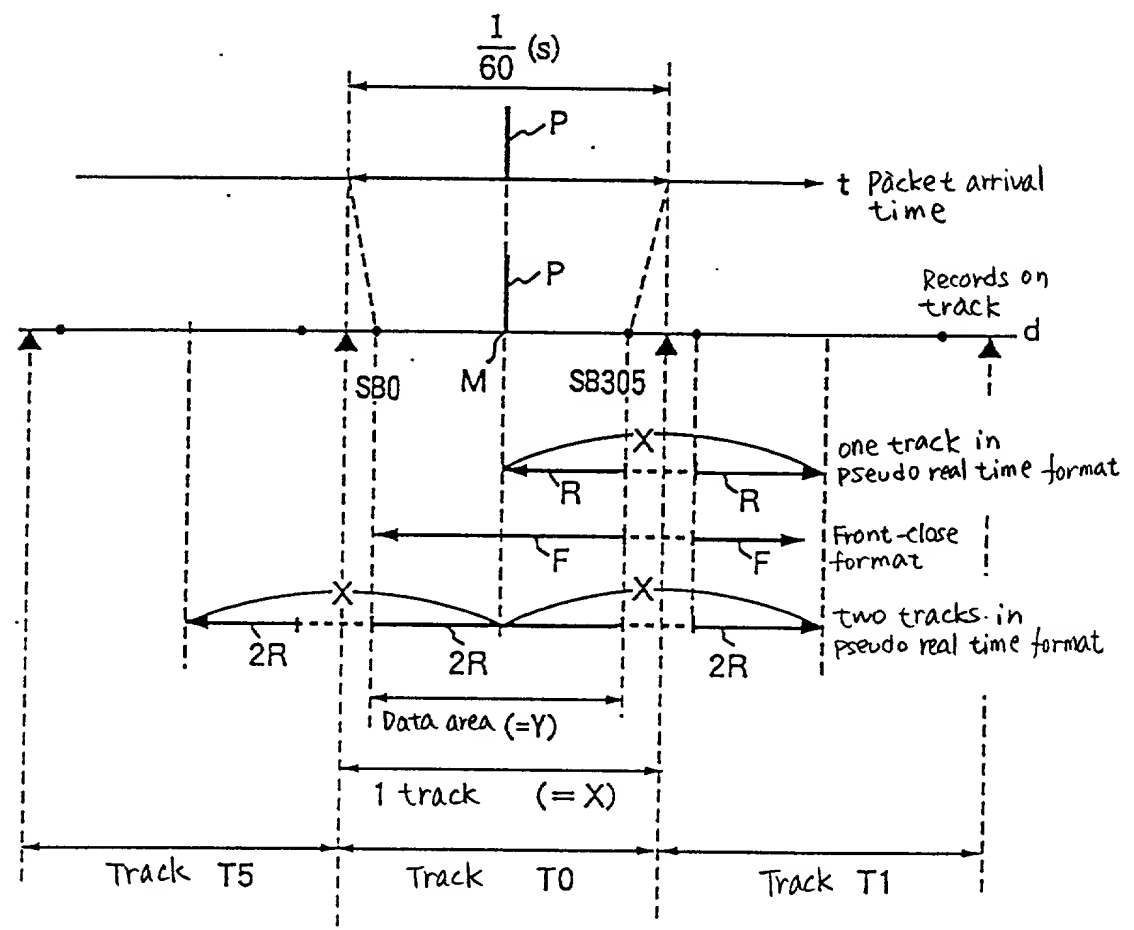 1
60 (s)
P
t Packet arrival
time
P
Records on
track
d
SB0
M
SB305
X
one track in
pseudo real time format
R
R
Front-close
format
F
F
X
X
two tracks in
pseudo real time format
2R
2R
2R
Data area (=Y)
1 track (=X)
Track T5
Track T0
Track T1